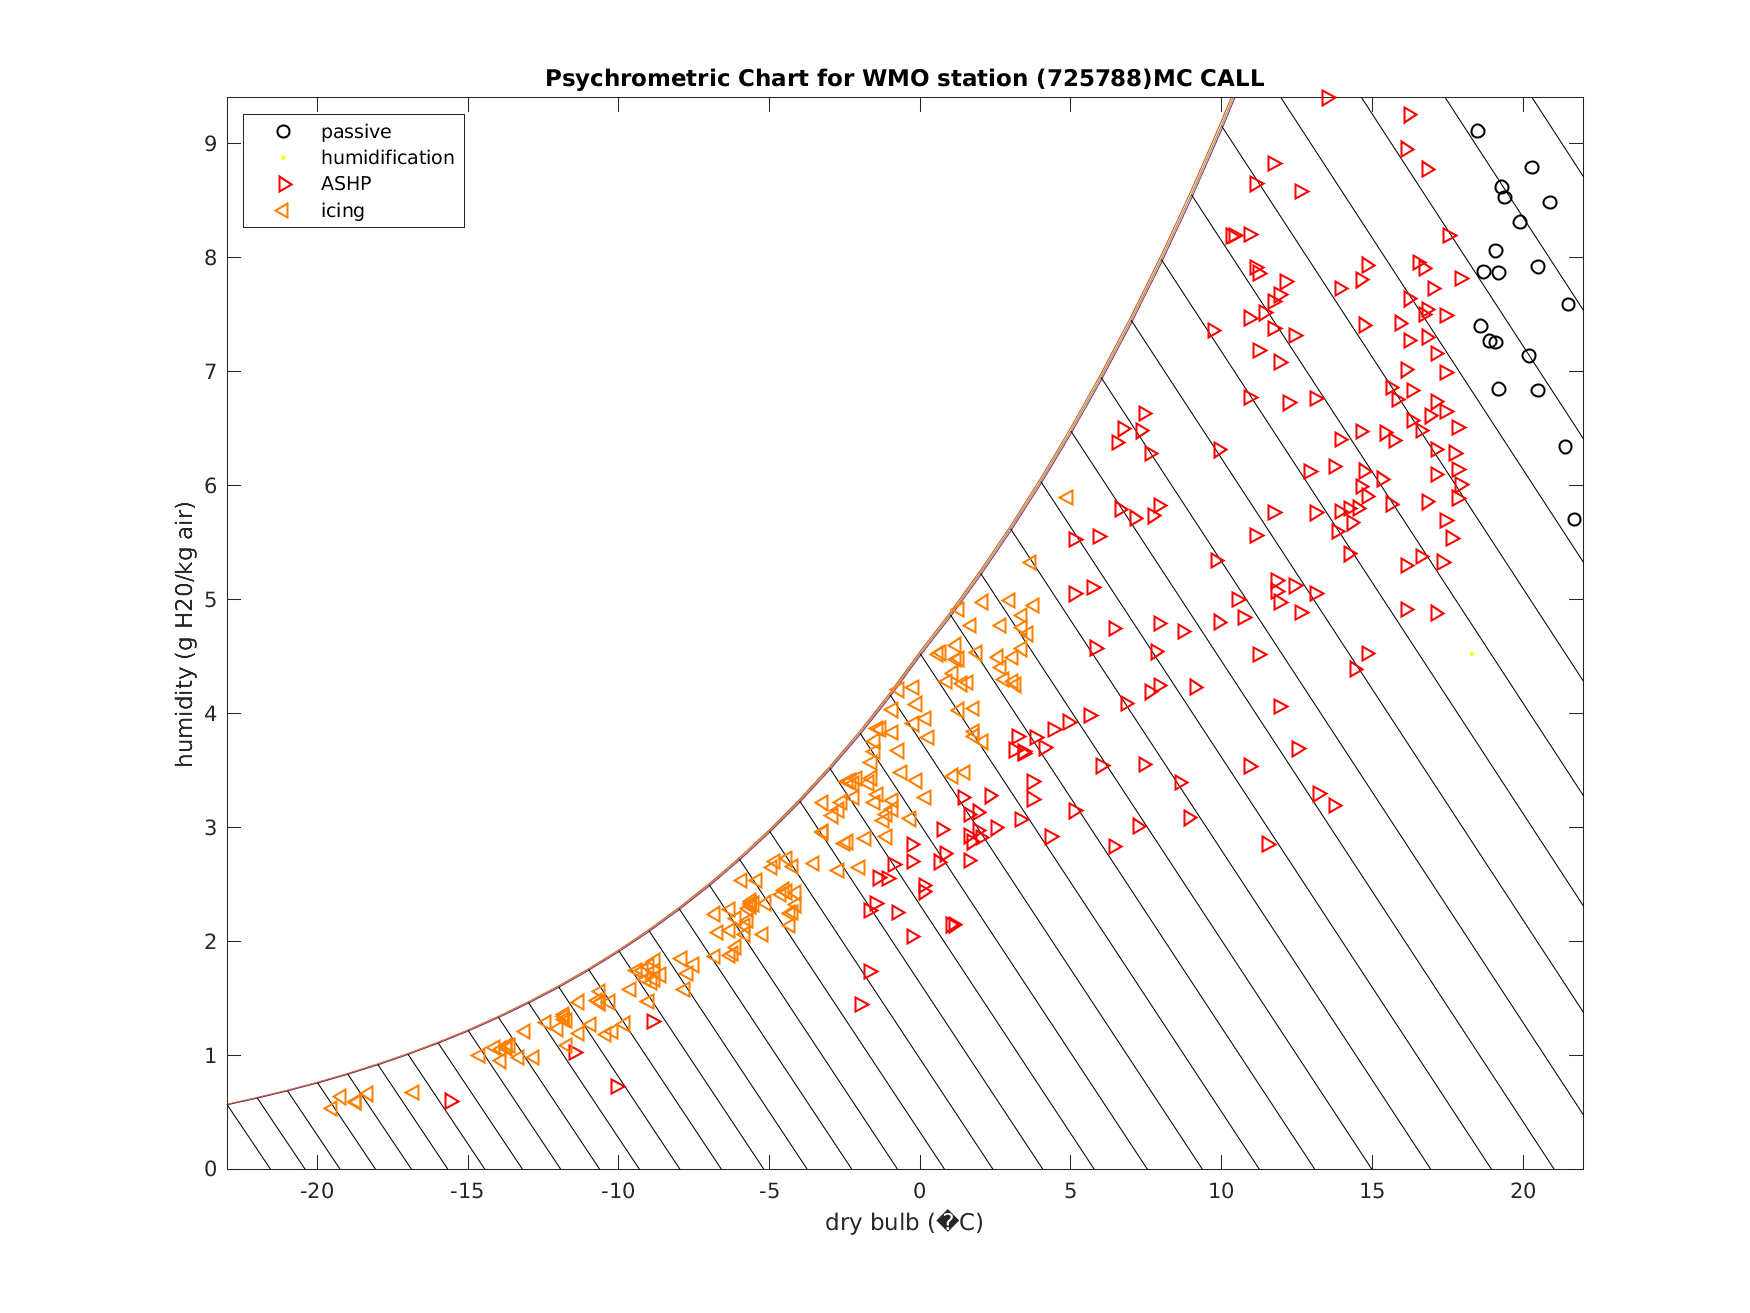 Psychrometric Chart for WMO station (725788)MC CALL
passive
humidification
ASHP
icing
9
8
7
6
5
4
3
2
1
0
humidity (g H20/kg air)
-20 -15 -10 -5 0 5 10 15 20
dry bulb (�C)